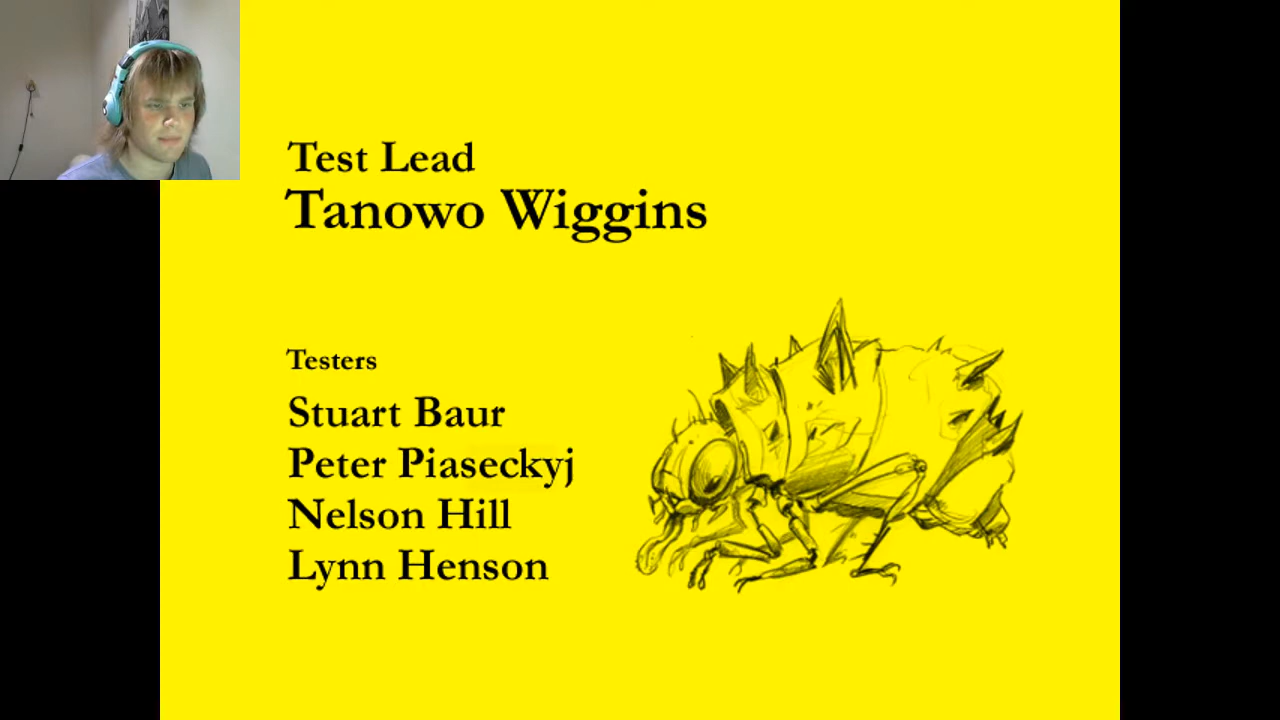 Test Lead
Tanowo Wiggins
Testers
Stuart Baur
Peter Piaseckyj
Nelson Hill
Lynn Henson